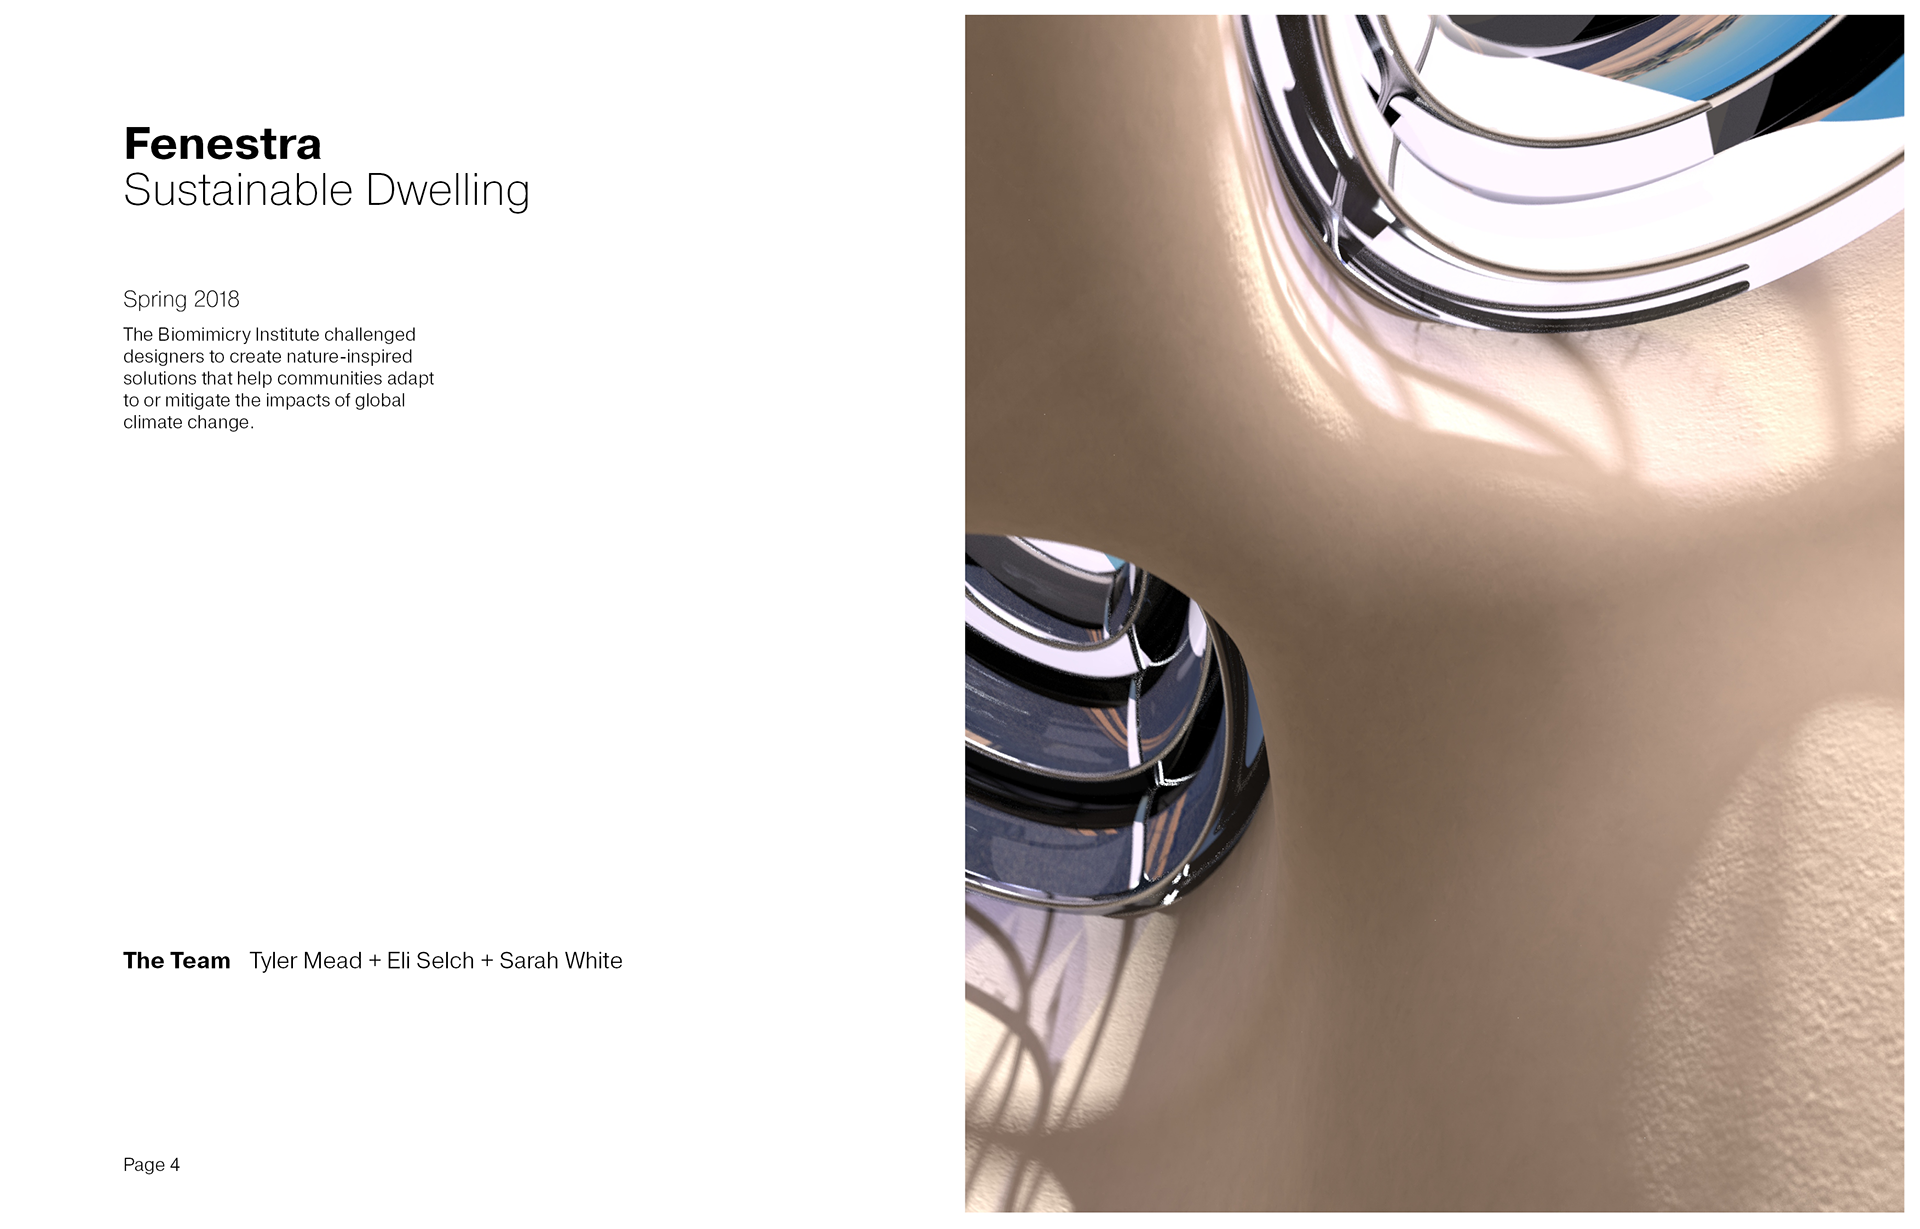 Fenestra
Sustainable Dwelling
Spring 2018
The Biomimicry Institute challenged
designers to create nature-inspired
solutions that help communities adapt
to or mitigate the impacts of global
climate change.
The Team Tyler Mead + Eli Selch + Sarah White
Page 4